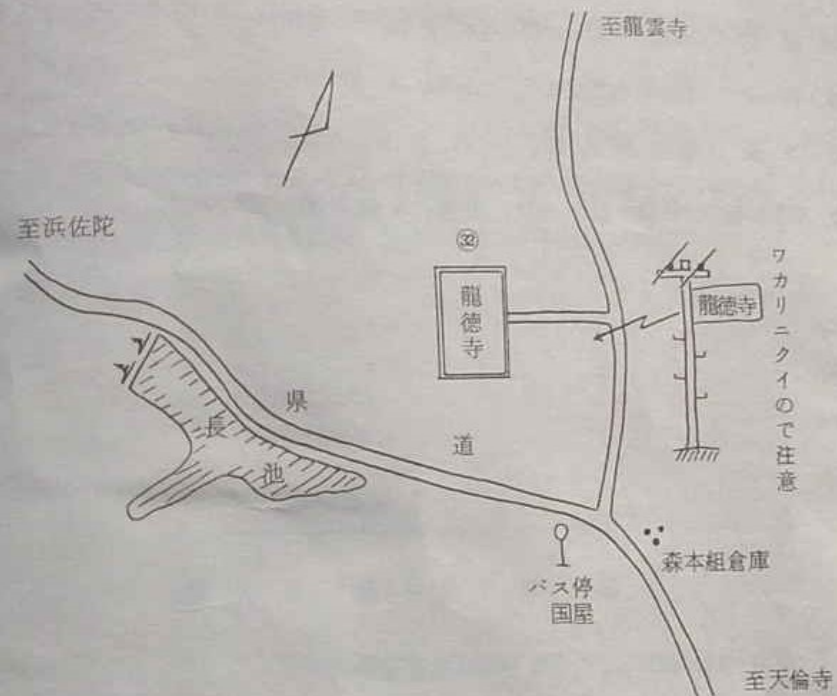 至龍雲寺
至浜佐陀
㉜
龍徳寺
龍徳寺
ワカリニクイので注意
県道
長池
バス停
国屋
森本組倉庫
至天倫寺